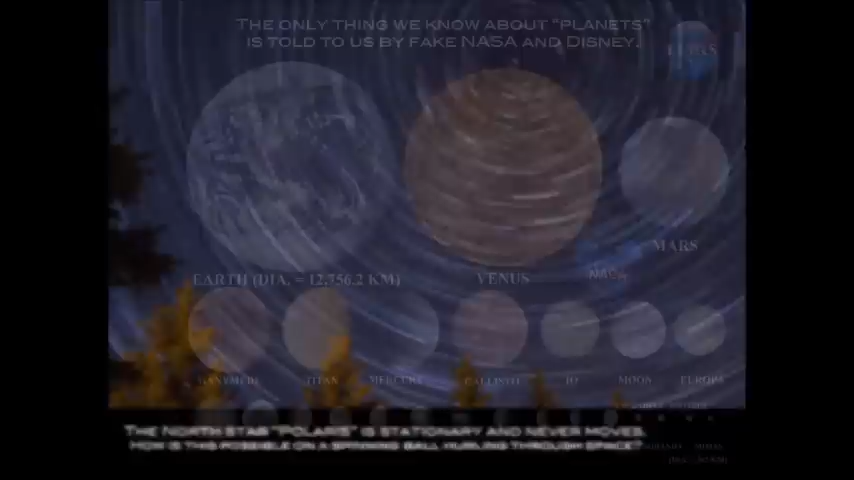 THE ONLY THING WE KNOW ABOUT "PLANETS"
IS TOLD TO US BY FAKE NASA AND DISNEY.
MARS
EARTH (DIA. = 12,756.2 KM)
VENUS
NASA
GANYMEDE
TITAN
MERCURY
CALLISTO
IO
MOON
EUROPA
THE NORTH STAR "POLARIS" IS STATIONARY AND NEVER MOVES.
HOW IS THIS POSSIBLE ON A SPINNING BALL HURLING THROUGH SPACE?